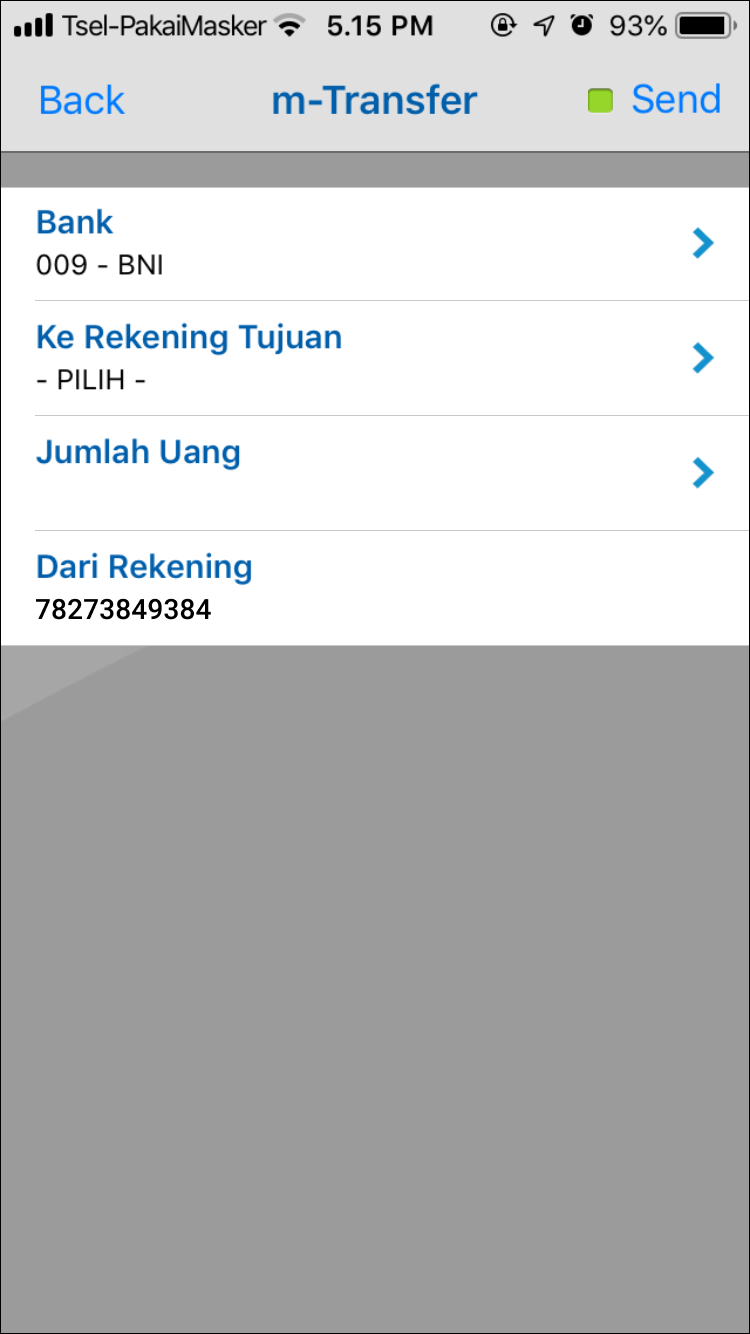 Tsel-PakaiMasker 5.15 PM 93%
Back m-Transfer Send
Bank
009 - BNI
Ke Rekening Tujuan
- PILIH -
Jumlah Uang
Dari Rekening
78273849384